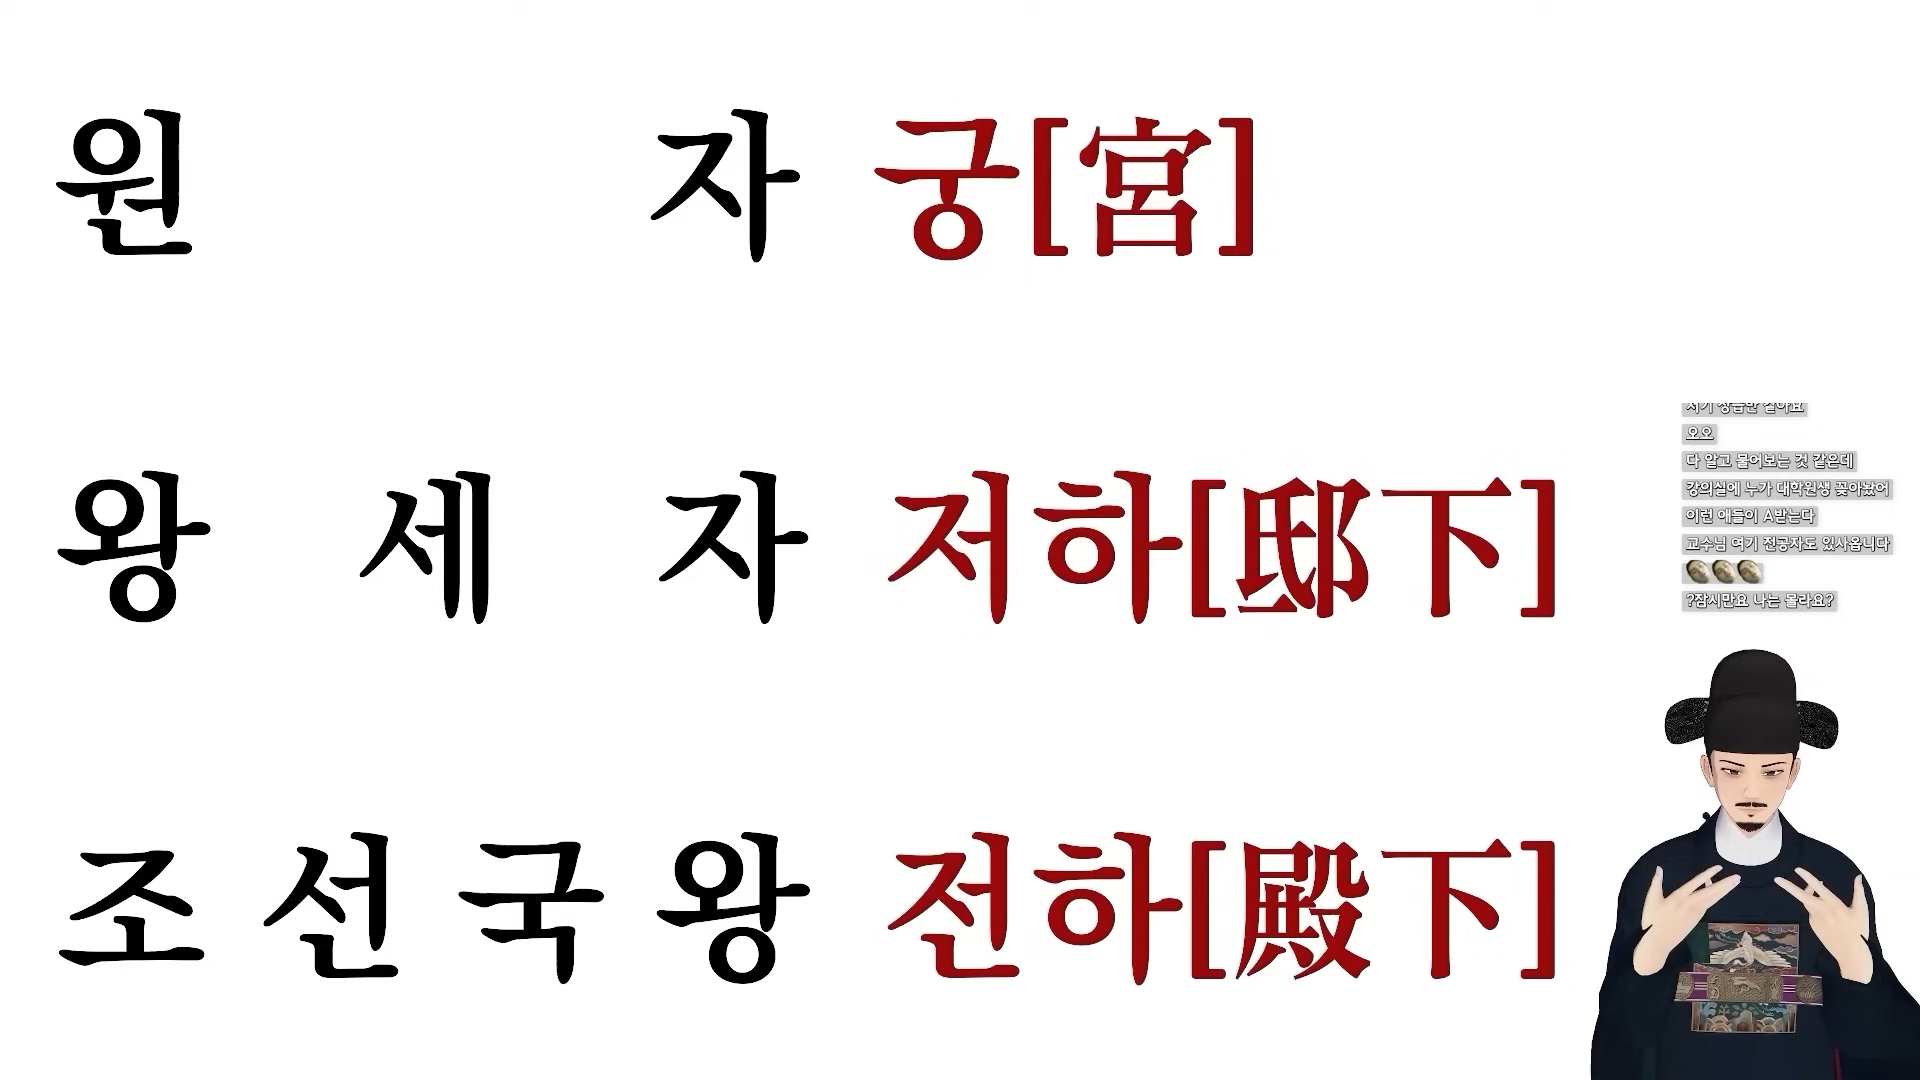 원 자 궁[宮]
왕 세 자 저하[邸下]
조 선 국 왕 전하[殿下]
오오
다 알고 물어보는 것 같은데
강의실에 누가 대학원생 꽂아놨어
이런 애들이 A받는다
교수님 여기 전공자도 있사옵니다
?잠시만요 나는 몰라요?